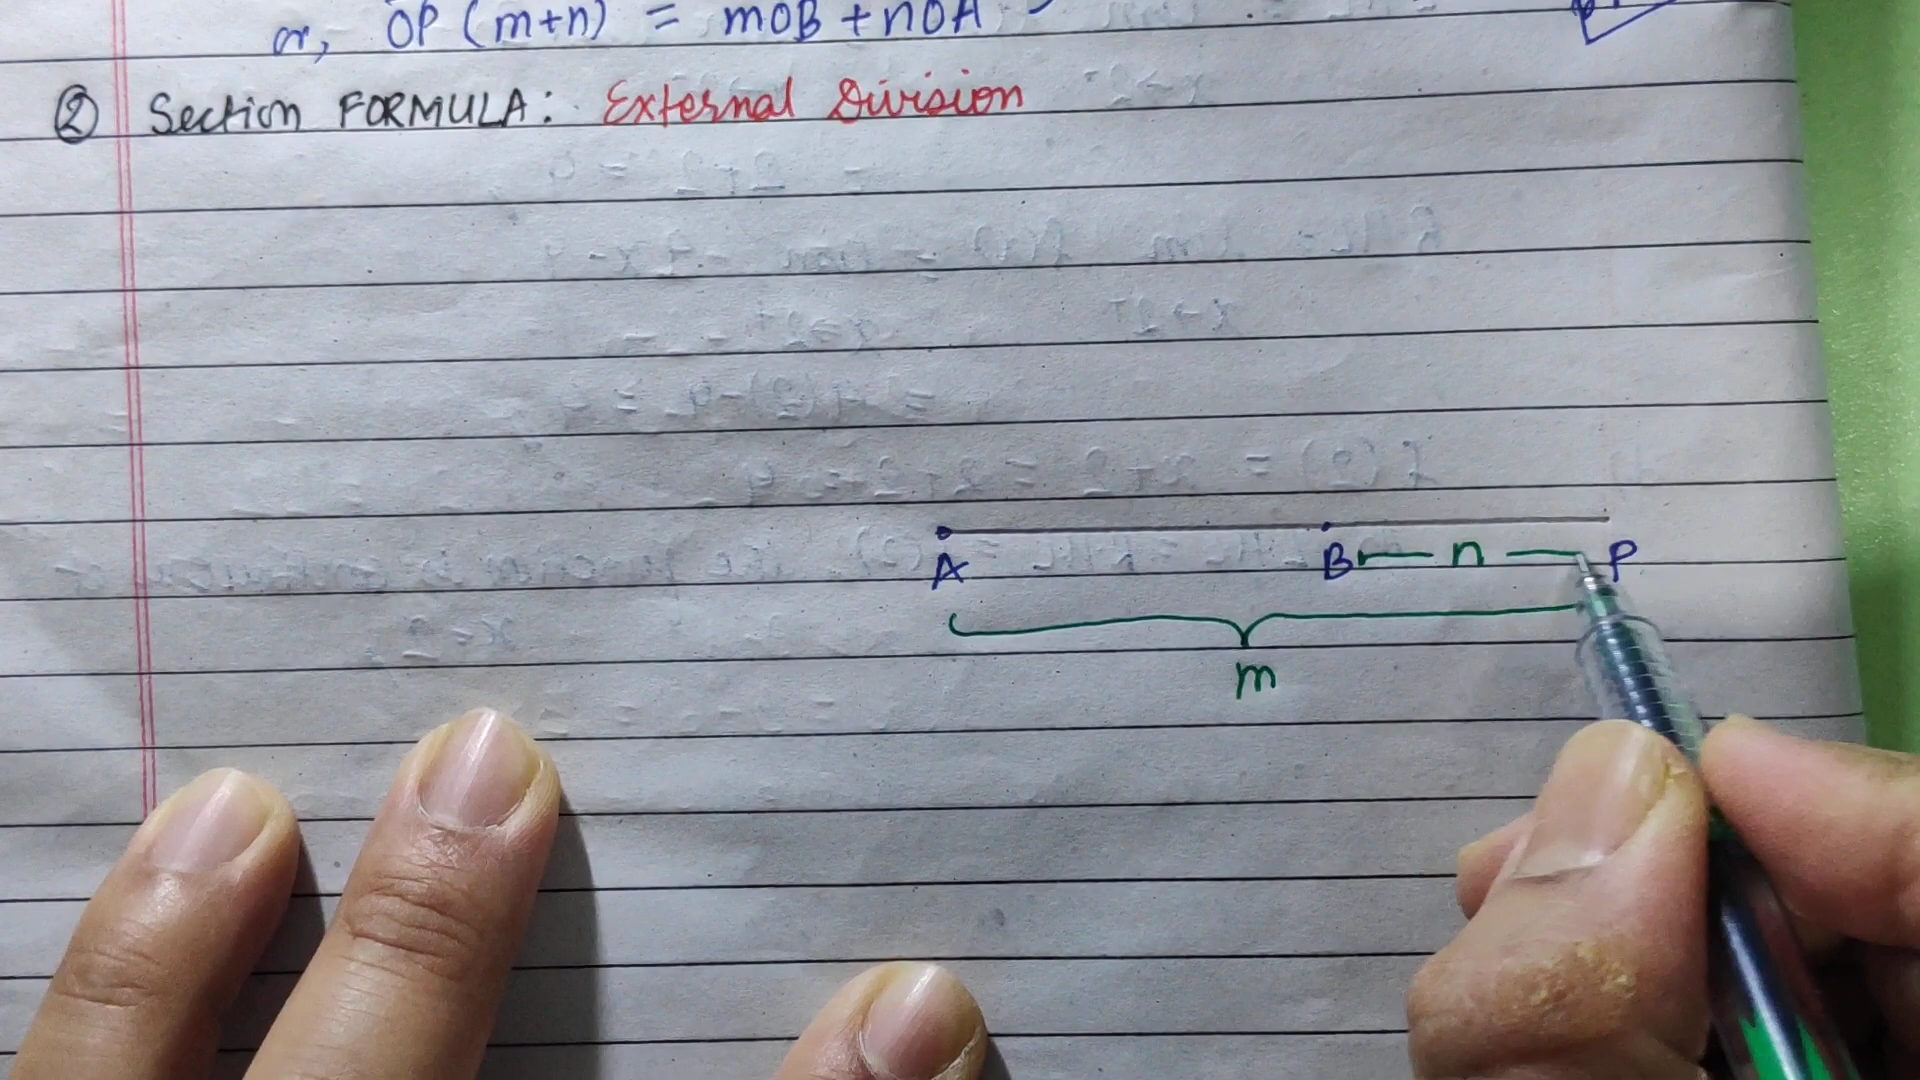 or, OP (m+n) = mOB + nOA
② Section FORMULA: External Division
A B n P
m